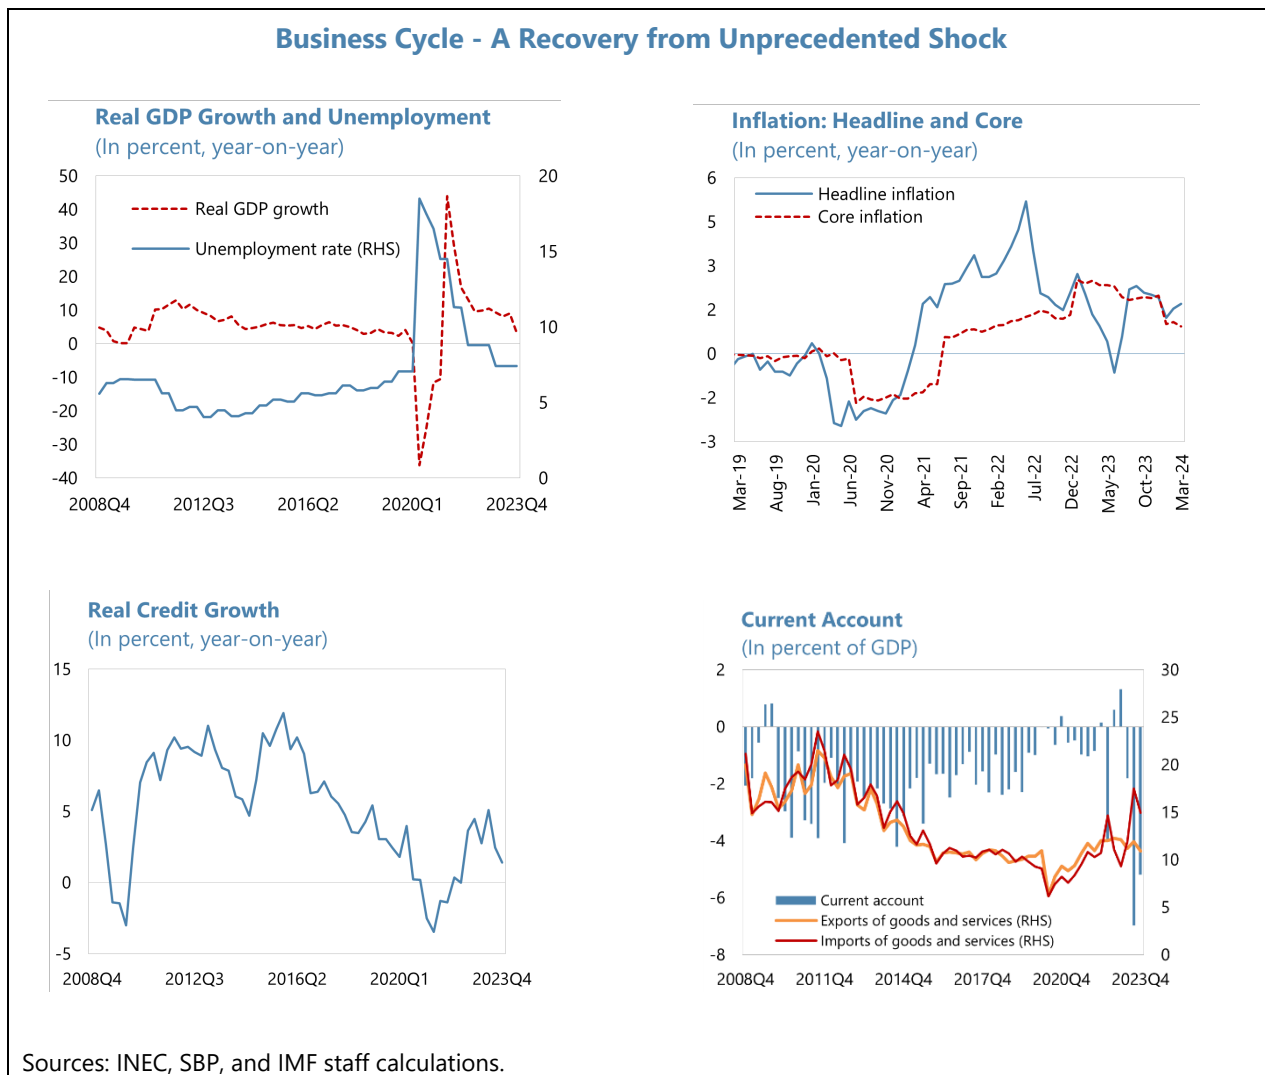 Business Cycle - A Recovery from Unprecedented Shock
Real GDP Growth and Unemployment
(In percent, year-on-year)
50
40
30
20
10
0
-10
-20
-30
-40
20
15
10
5
0
Real GDP growth
Unemployment rate (RHS)
2008Q4 2012Q3 2016Q2 2020Q1 2023Q4
Inflation: Headline and Core
(In percent, year-on-year)
6
5
3
2
0
-2
-3
Headline inflation
Core inflation
Mar-19
Aug-19
Jan-20
Jun-20
Nov-20
Apr-21
Sep-21
Feb-22
Jul-22
Dec-22
May-23
Oct-23
Mar-24
Real Credit Growth
(In percent, year-on-year)
15
10
5
0
-5
2008Q4 2012Q3 2016Q2 2020Q1 2023Q4
Current Account
(In percent of GDP)
2
0
-2
-4
-6
-8
30
25
20
15
10
5
0
Current account
Exports of goods and services (RHS)
Imports of goods and services (RHS)
2008Q4 2011Q4 2014Q4 2017Q4 2020Q4 2023Q4
Sources: INEC, SBP, and IMF staff calculations.